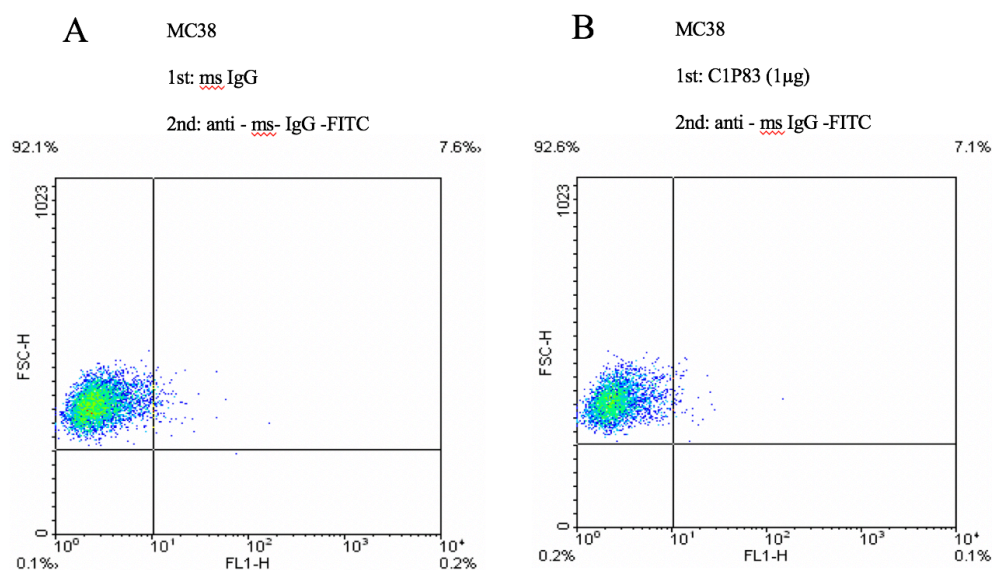 A
MC38
1st: ms IgG
2nd: anti - ms- IgG -FITC
92.1%
7.6%›
1023
FSC-H
0
10⁰
10¹
10²
10³
10⁴
0.1%›
FL1-H
0.2%
B
MC38
1st: C1P83 (1μg)
2nd: anti - ms IgG -FITC
92.6%
7.1%
1023
FSC-H
0
10⁰
10¹
10²
10³
10⁴
0.2%
FL1-H
0.1%